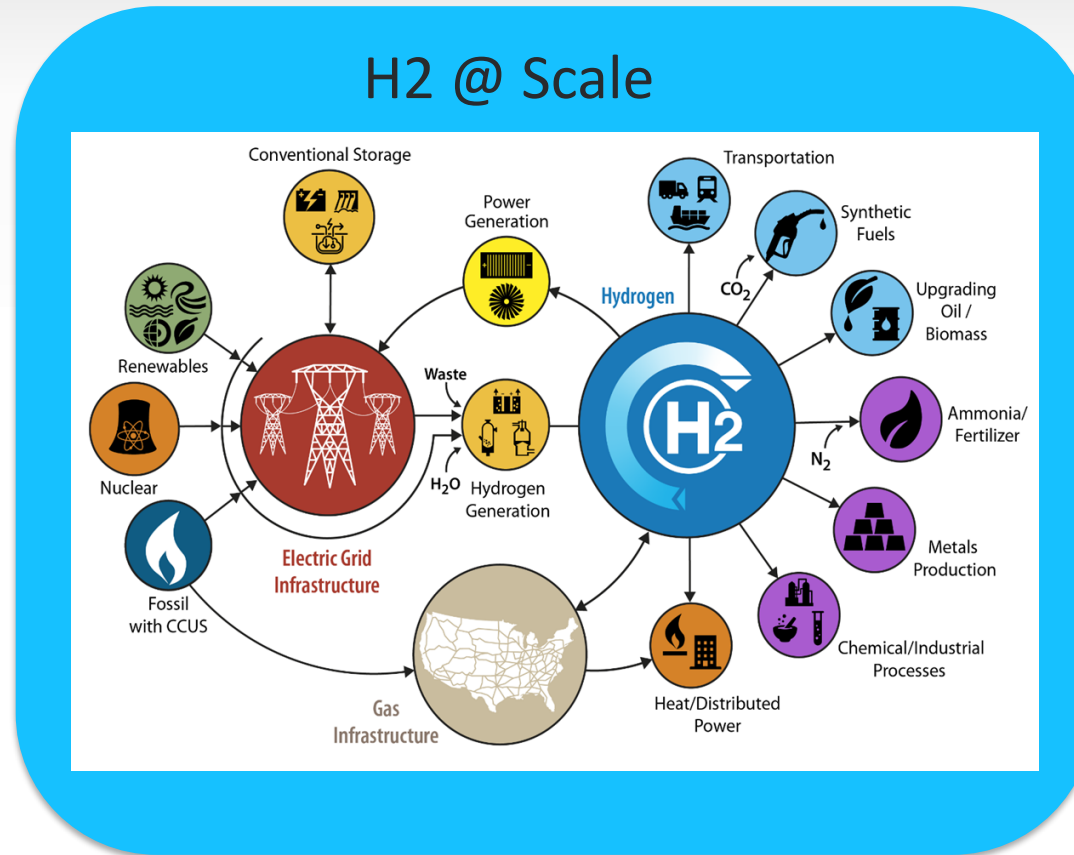 H2 @ Scale
Conventional Storage
Transportation
Power
Generation
Synthetic
Fuels
CO₂
Hydrogen
Upgrading
Oil /
Biomass
Renewables
Waste
H2
Ammonia/
Fertilizer
N₂
Nuclear
H₂O
Hydrogen
Generation
Electric Grid
Infrastructure
Metals
Production
Fossil
with CCUS
Chemical/Industrial
Processes
Gas
Infrastructure
Heat/Distributed
Power